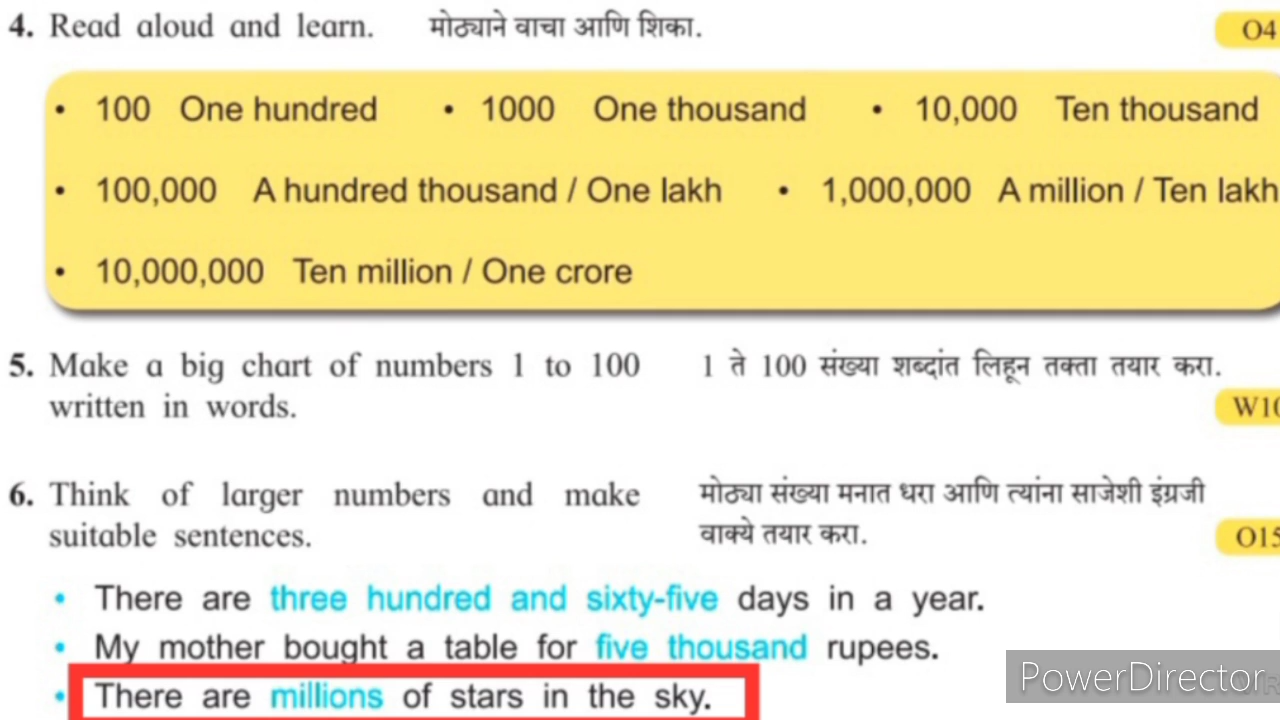 4. Read aloud and learn. मोठ्याने वाचा आणि शिका. O4
• 100 One hundred • 1000 One thousand • 10,000 Ten thousand
• 100,000 A hundred thousand / One lakh • 1,000,000 A million / Ten lakh
• 10,000,000 Ten million / One crore
5. Make a big chart of numbers 1 to 100 1 ते 100 संख्या शब्दांत लिहून तक्ता तयार करा.
written in words. W10
6. Think of larger numbers and make मोठ्या संख्या मनात धरा आणि त्यांना साजेशी इंग्रजी
suitable sentences. वाक्ये तयार करा. O15
• There are three hundred and sixty-five days in a year.
• My mother bought a table for five thousand rupees.
• There are millions of stars in the sky.
PowerDirector